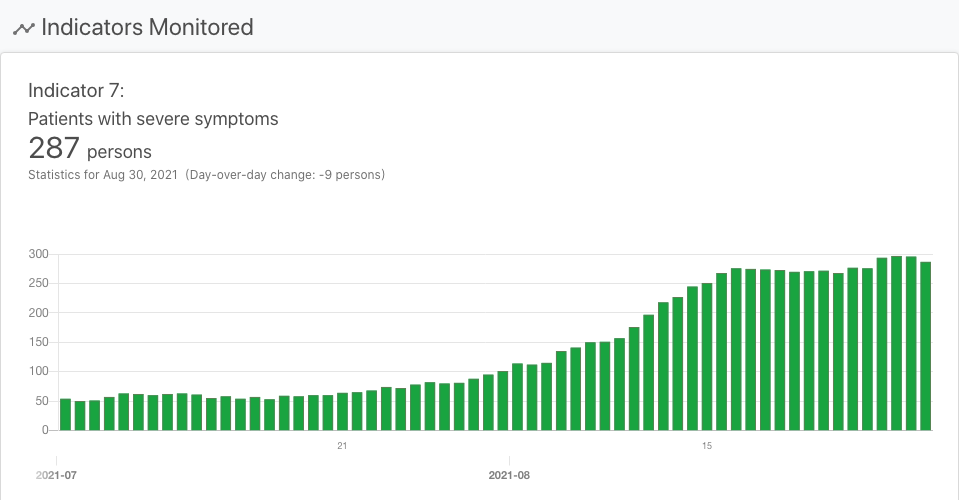 Indicators Monitored
Indicator 7:
Patients with severe symptoms
287 persons
Statistics for Aug 30, 2021 (Day-over-day change: -9 persons)
300
250
200
150
100
50
0
21
15
2021-07
2021-08